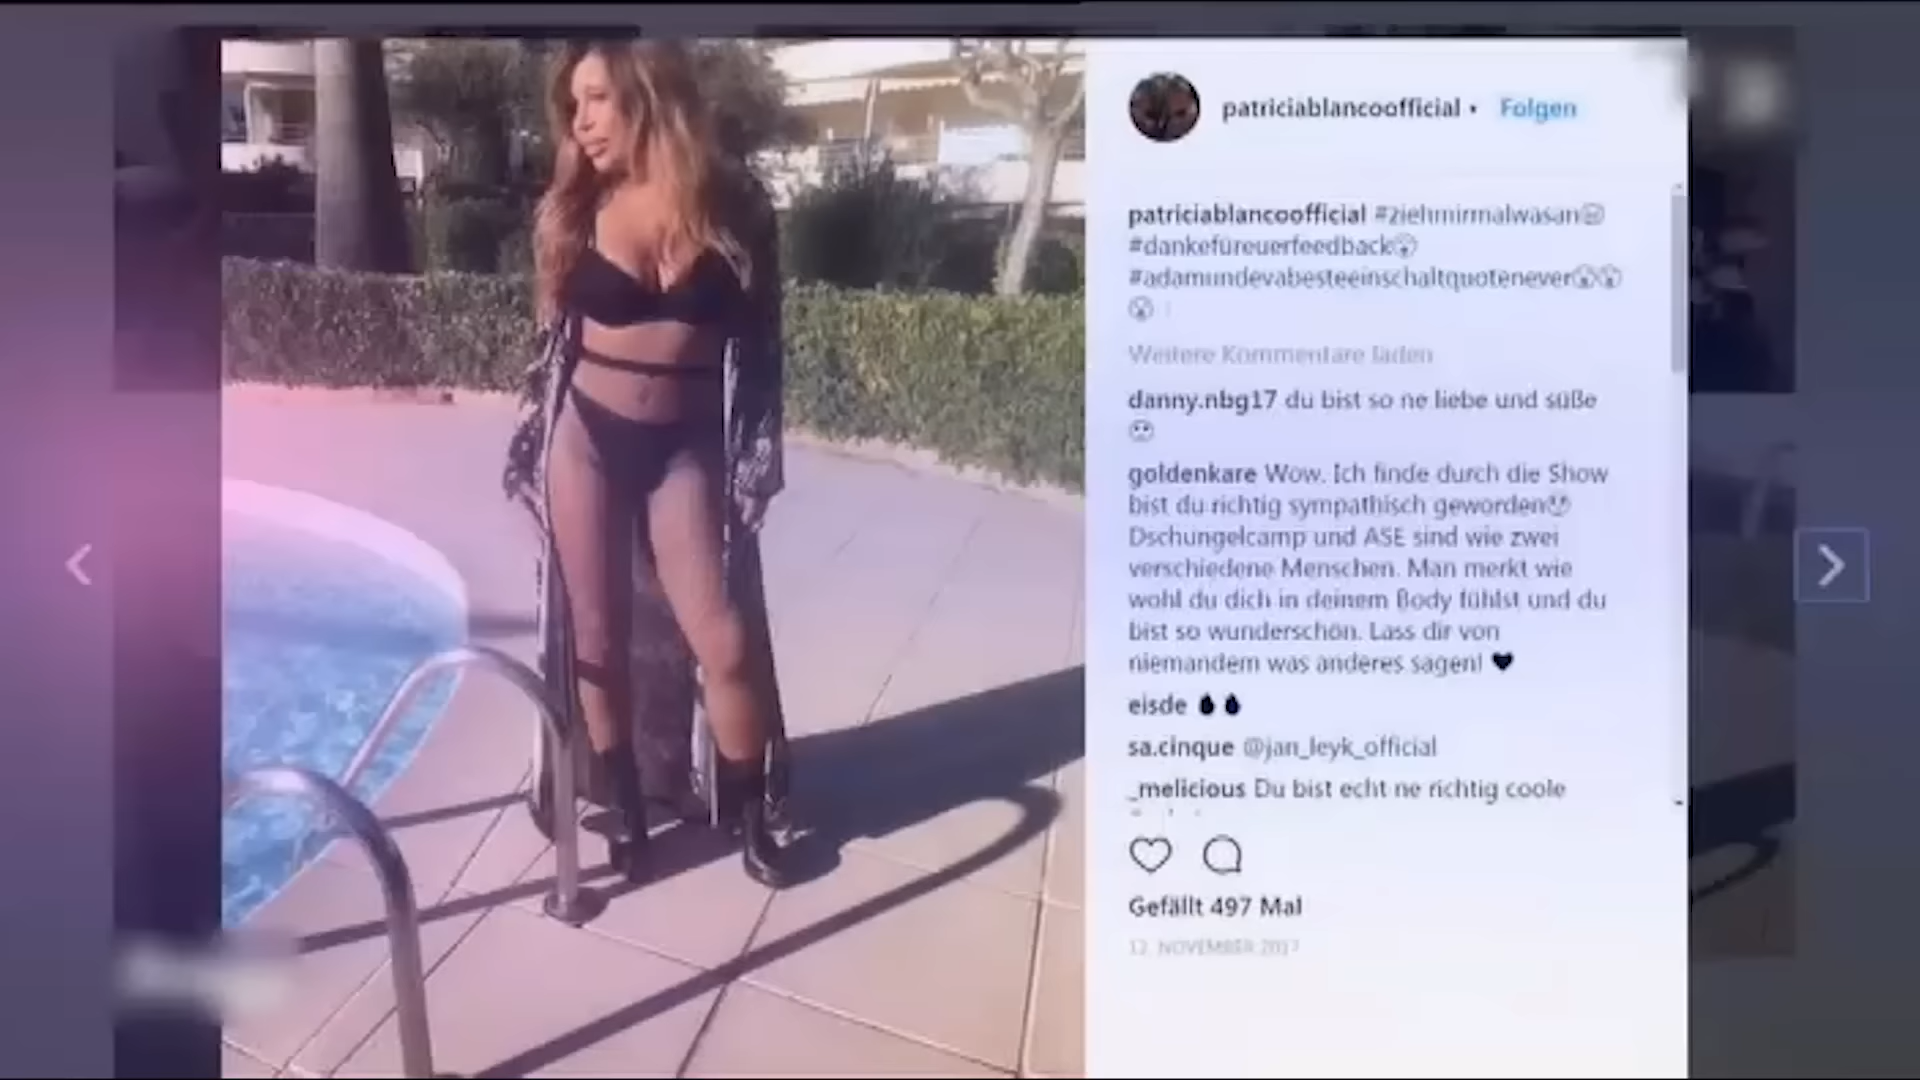 patriciablancoofficial • Folgen
patriciablancoofficial #ziehmirmalwasan
#dankefüreuerfeedback
#adamundevabesteeinschaltquotenever
Weitere Kommentare laden
danny.nbg17 du bist so ne liebe und süße
goldenkare Wow. Ich finde durch die Show
bist du richtig sympathisch geworden
Dschungelcamp und ASE sind wie zwei
verschiedene Menschen. Man merkt wie
wohl du dich in deinem Body fühlst und du
bist so wunderschön. Lass dir von
niemandem was anderes sagen! ♥
eisde
sa.cinque @jan_leyk_official
_melicious Du bist echt ne richtig coole
Gefällt 497 Mal
12. NOVEMBER 2017